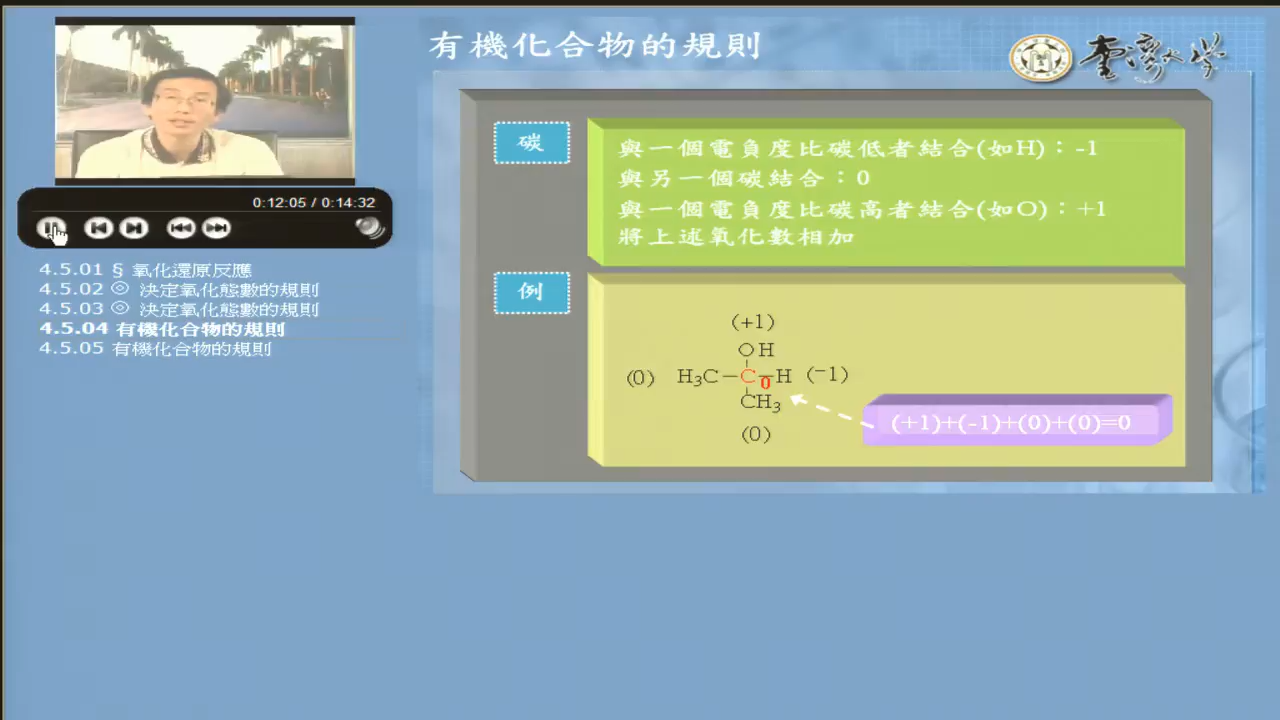 有機化合物的規則
臺灣大學
0:12:05 / 0:14:32
4.5.01 § 氧化還原反應
4.5.02 ◎ 決定氧化態數的規則
4.5.03 ◎ 決定氧化態數的規則
4.5.04 有機化合物的規則
4.5.05 有機化合物的規則
碳
與一個電負度比碳低者結合(如H)：-1
與另一個碳結合：0
與一個電負度比碳高者結合(如O)：+1
將上述氧化數相加
例
(+1)
OH
(0) H₃C－C－H (−1)
0
CH₃
(0)
(+1)+(-1)+(0)+(0)=0